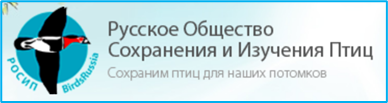 Русское Общество
Сохранения и Изучения Птиц
Сохраним птиц для наших потомков
РОСИП
BirdsRussia